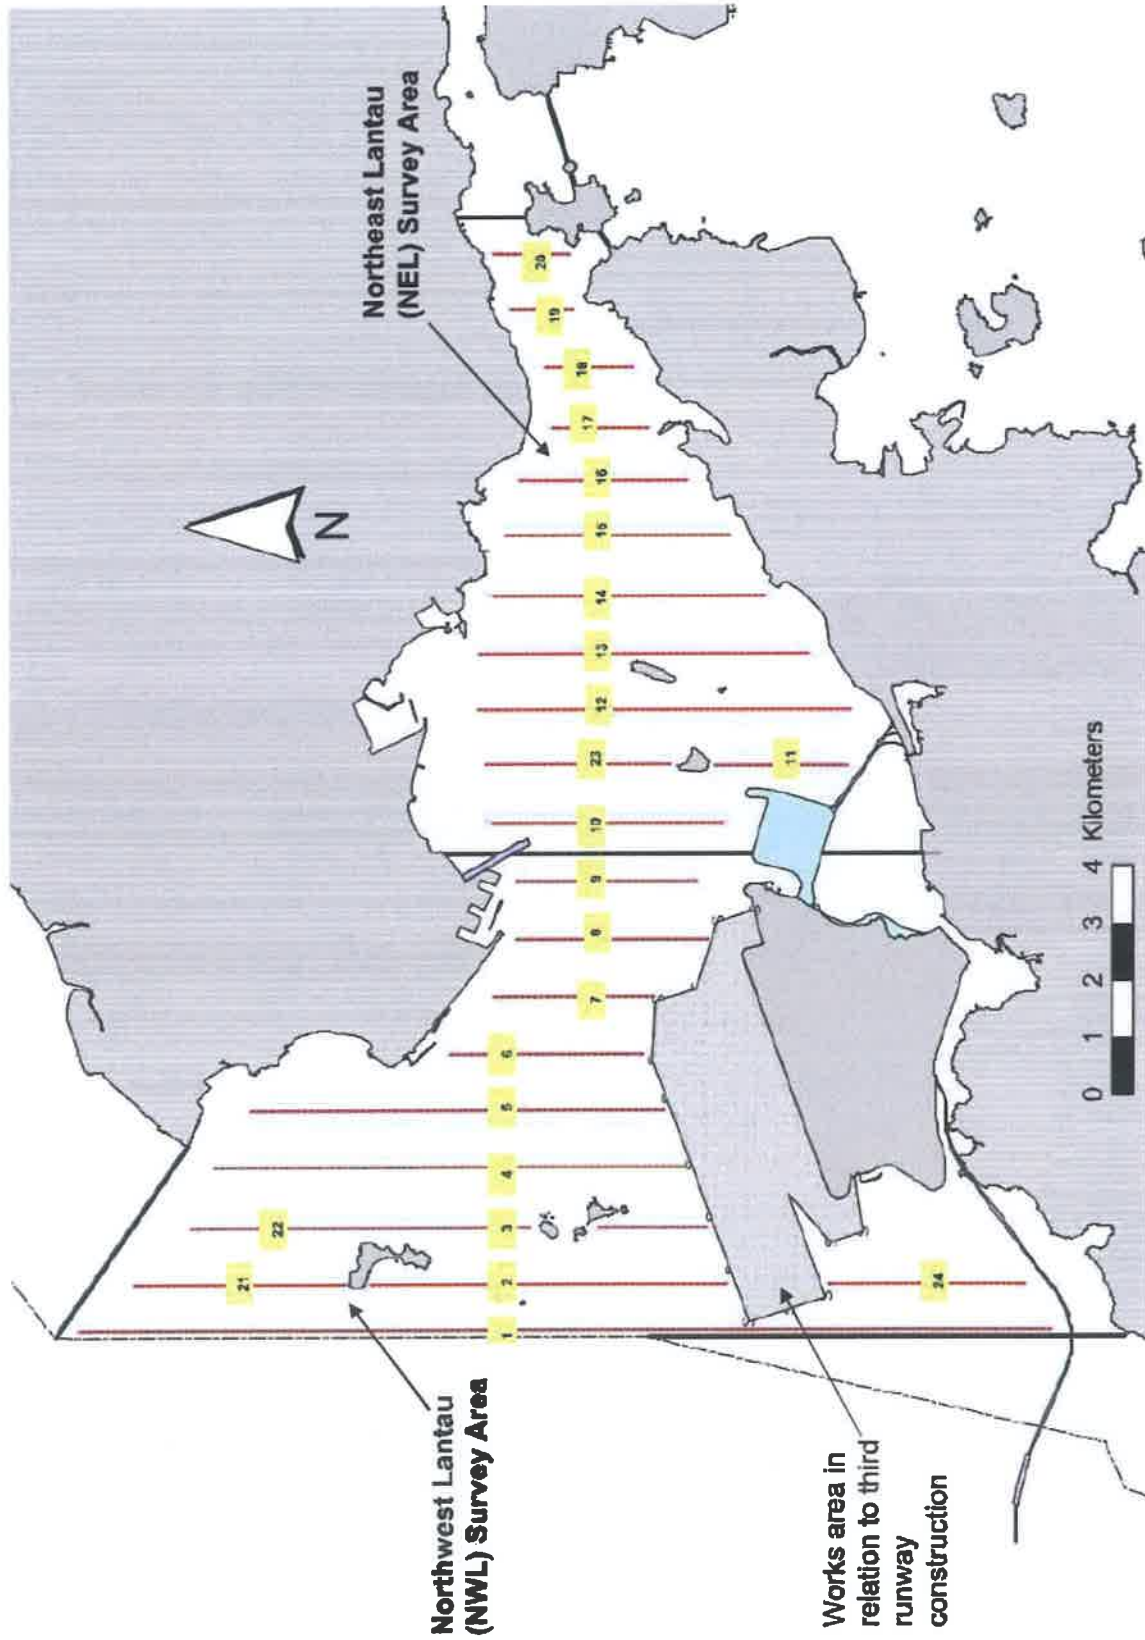 Northeast Lantau
(NEL) Survey Area
N
21
22
Northwest Lantau
(NWL) Survey Area
1
2
3
4
5
6
7
8
9
10
23
12
13
14
15
16
17
18
19
20
11
24
Works area in
relation to third
runway
construction
0 1 2 3 4 Kilometers